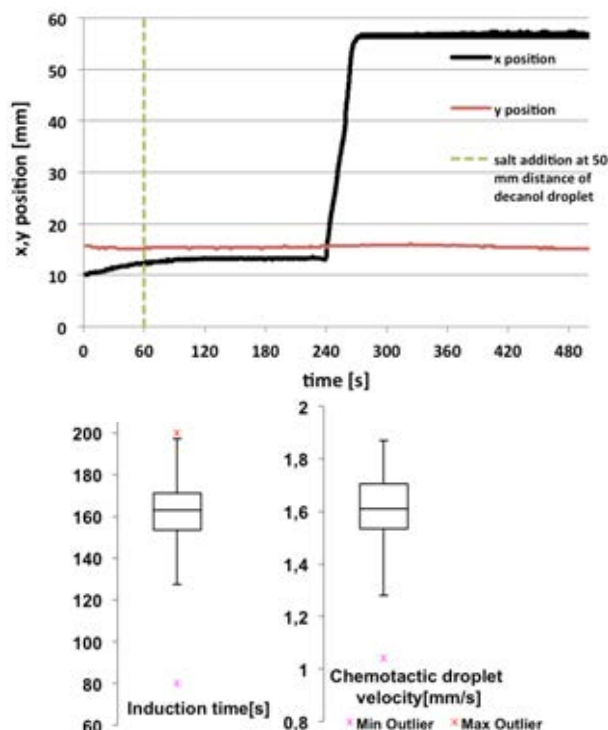 60
50
40
30
20
10
0
x,y position [mm]
0 60 120 180 240 300 360 420 480
time [s]
x position
y position
salt addition at 50
mm distance of
decanol droplet
200
180
160
140
120
100
80
60
Induction time[s]
2
1,8
1,6
1,4
1,2
1
0,8
Chemotactic droplet
velocity[mm/s]
Min Outlier Max Outlier